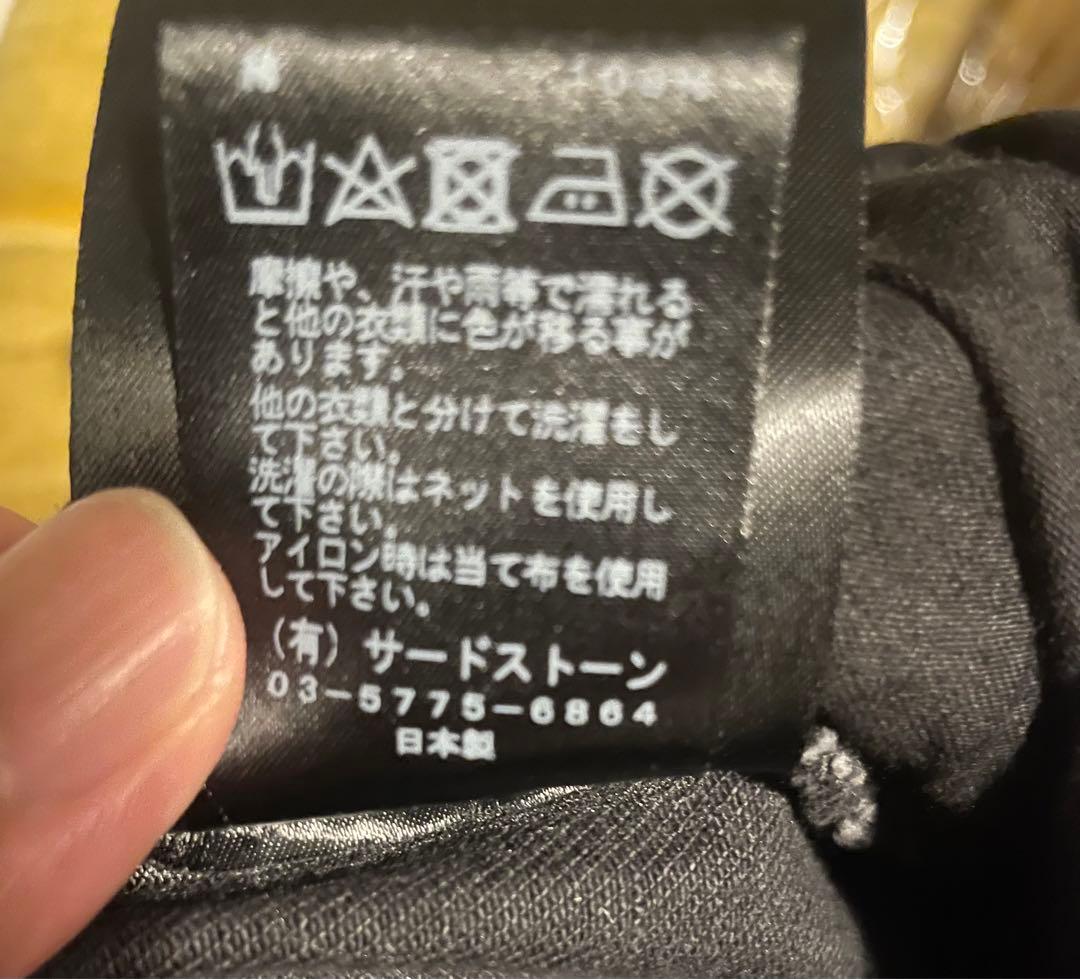 綿 100%
摩擦や、汗や雨等で濡れる
と他の衣類に色が移る事が
あります。
他の衣類と分けて洗濯をし
て下さい。
洗濯の際はネットを使用し
て下さい。
アイロン時は当て布を使用
して下さい。
(有) サードストーン
03-5775-6864
日本製